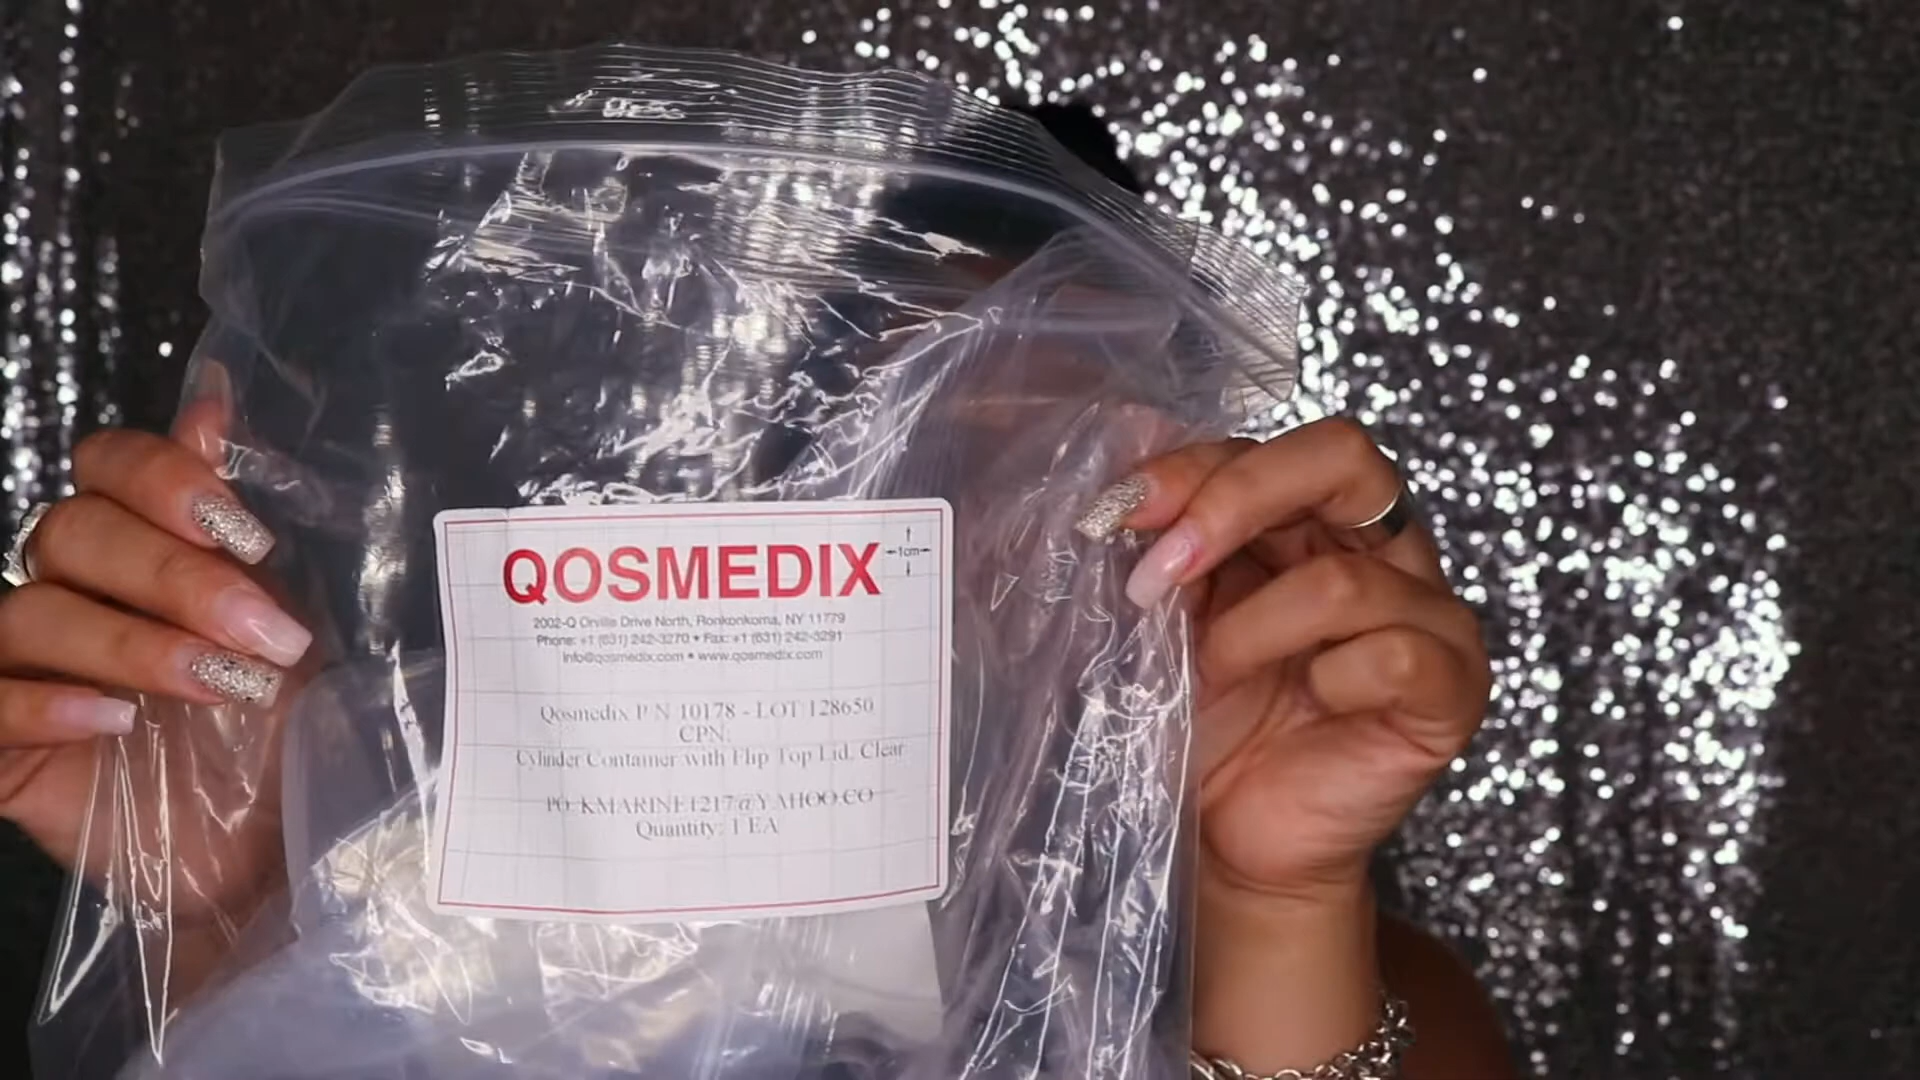 QOSMEDIX
1cm
2002-Q Orville Drive North, Ronkonkoma, NY 11779
Phone: +1 (631) 242-3270 • Fax: +1 (631) 242-3291
info@qosmedix.com • www.qosmedix.com
Qosmedix P/N 10178 - LOT 128650
CPN:
Cylinder Container with Flip Top Lid, Clear
PO: KMARINE1217@YAHOO.CO
Quantity: 1 EA